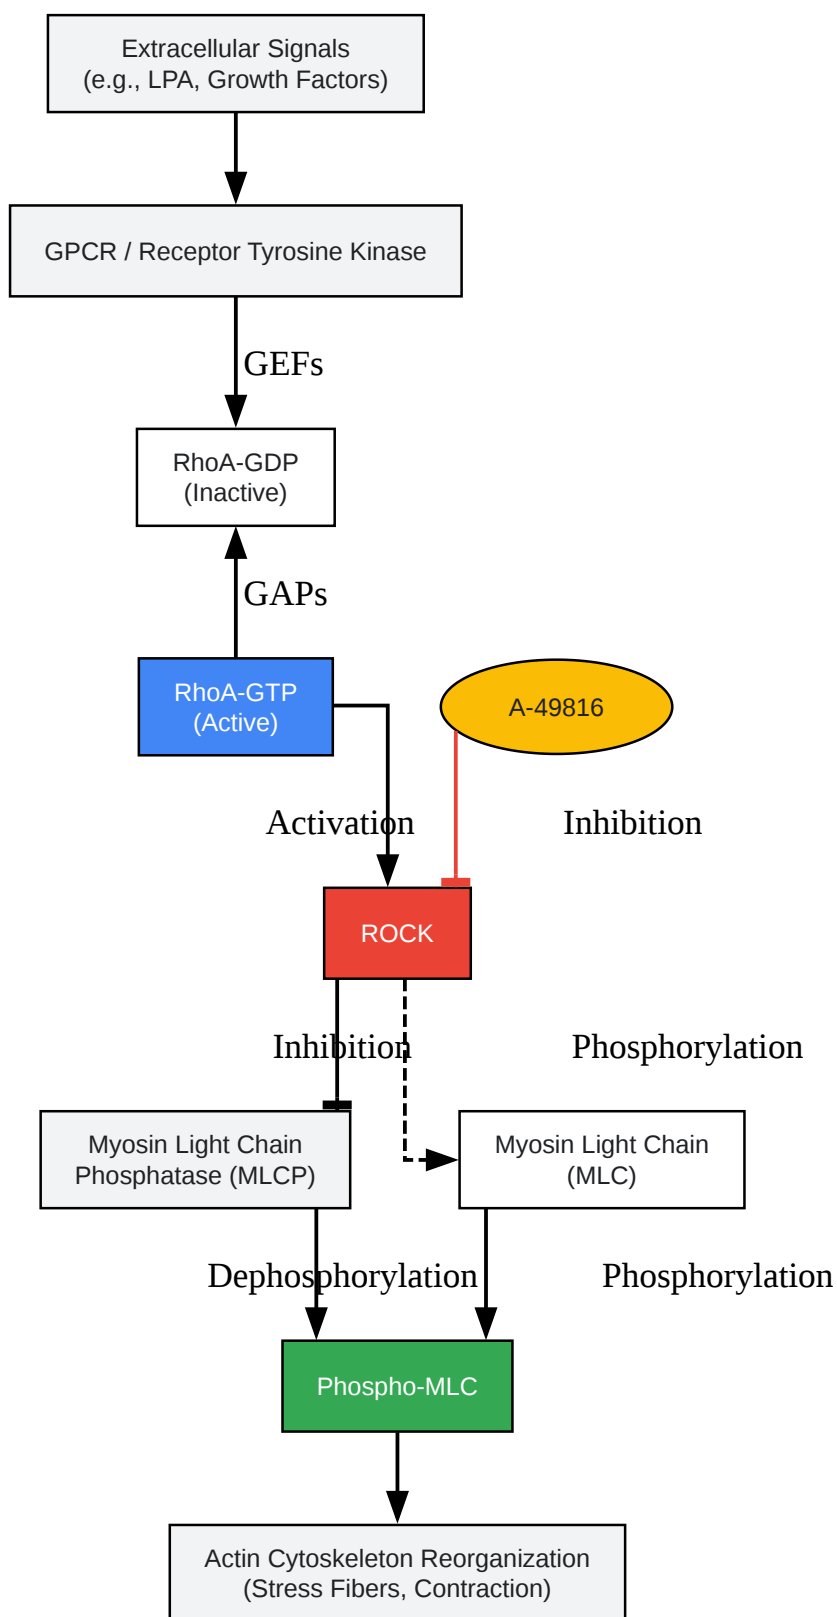 Extracellular Signals
(e.g., LPA, Growth Factors)
GPCR / Receptor Tyrosine Kinase
GEFs
RhoA-GDP
(Inactive)
GAPs
RhoA-GTP
(Active)
A-49816
Activation
Inhibition
ROCK
Inhibition
Phosphorylation
Myosin Light Chain
Phosphatase (MLCP)
Myosin Light Chain
(MLC)
Dephosphorylation
Phosphorylation
Phospho-MLC
Actin Cytoskeleton Reorganization
(Stress Fibers, Contraction)